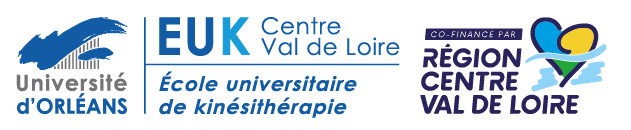 Université
d'ORLÉANS
EUK Centre
Val de Loire
École universitaire
de kinésithérapie
CO-FINANCÉ PAR
RÉGION
CENTRE
VAL DE LOIRE